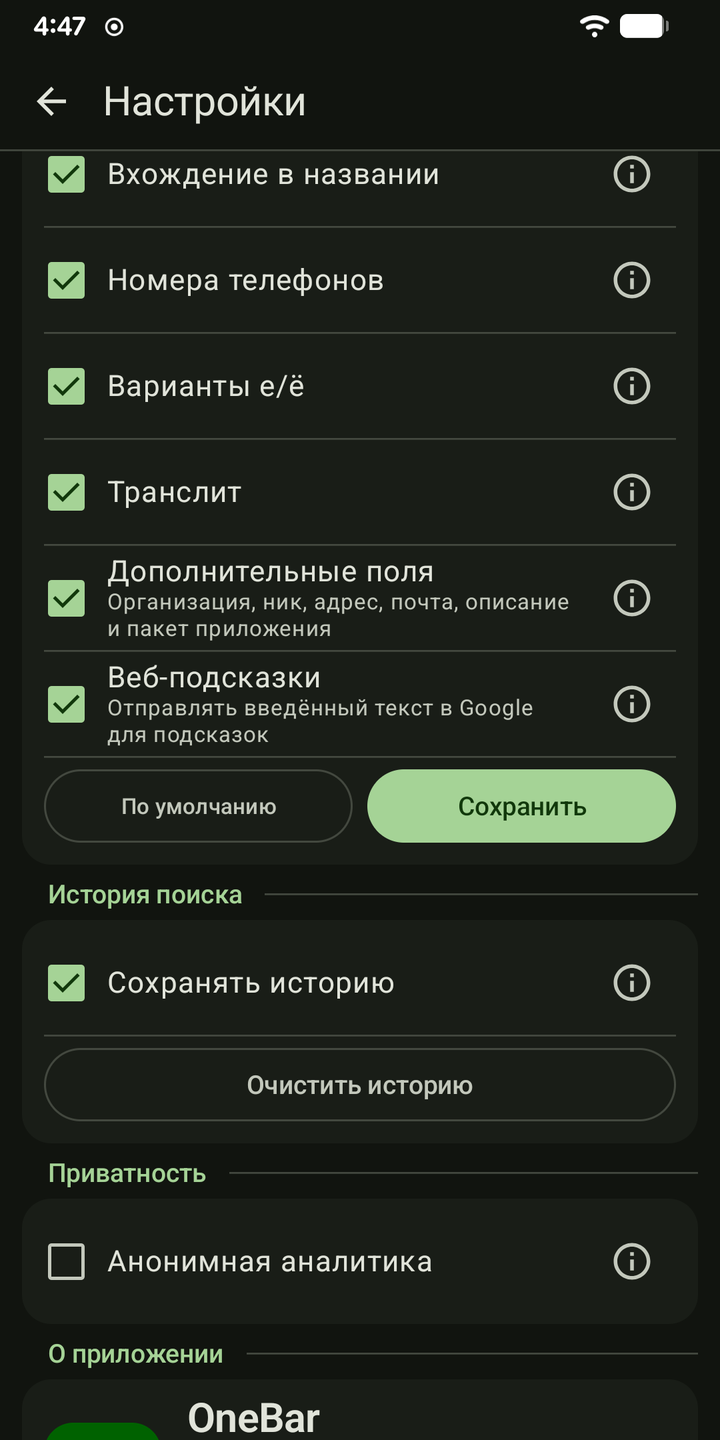 4:47
Настройки
Вхождение в названии
Номера телефонов
Варианты е/ё
Транслит
Дополнительные поля
Организация, ник, адрес, почта, описание
и пакет приложения
Веб-подсказки
Отправлять введённый текст в Google
для подсказок
По умолчанию
Сохранить
История поиска
Сохранять историю
Очистить историю
Приватность
Анонимная аналитика
О приложении
OneBar